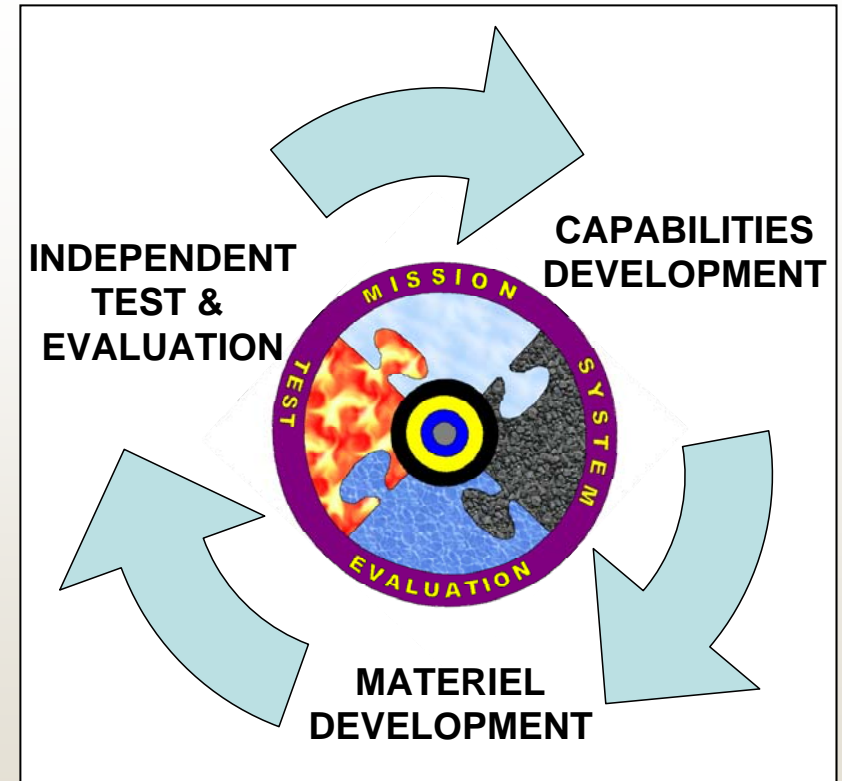 INDEPENDENT
TEST &
EVALUATION
CAPABILITIES
DEVELOPMENT
MISSION
SYSTEM
TEST
EVALUATION
MATERIEL
DEVELOPMENT